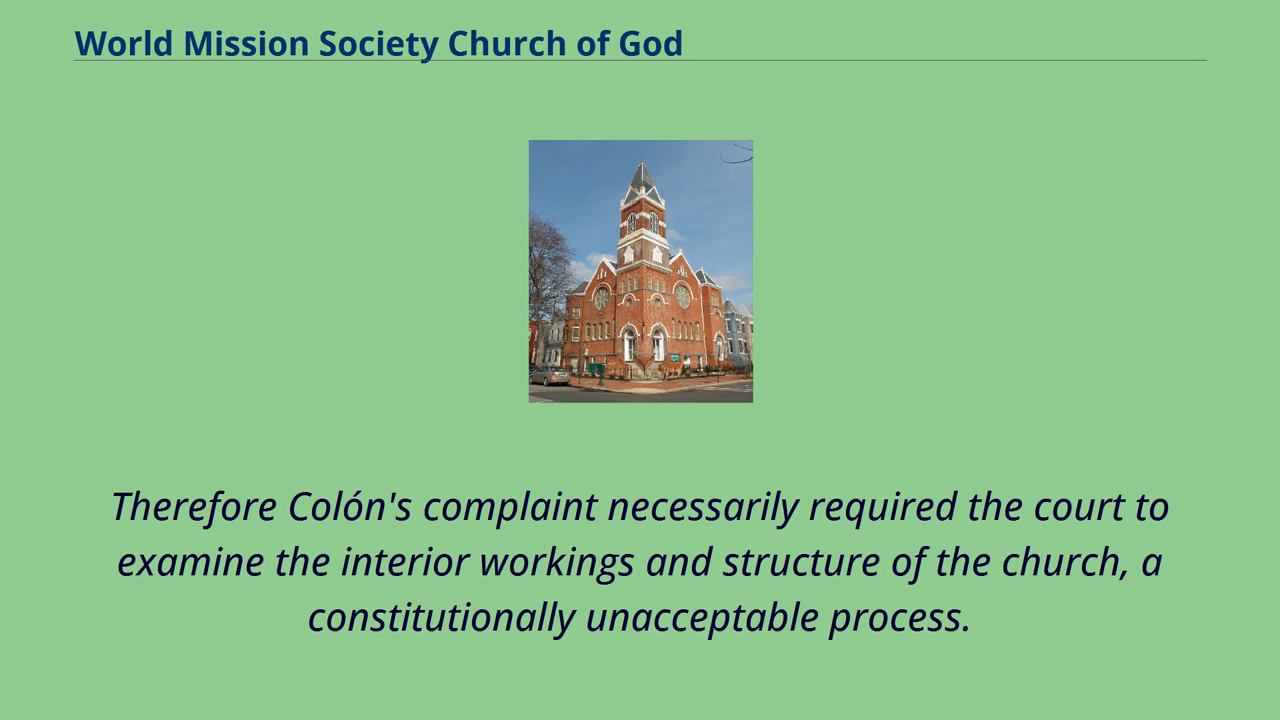 World Mission Society Church of God
Therefore Colón's complaint necessarily required the court to
examine the interior workings and structure of the church, a
constitutionally unacceptable process.